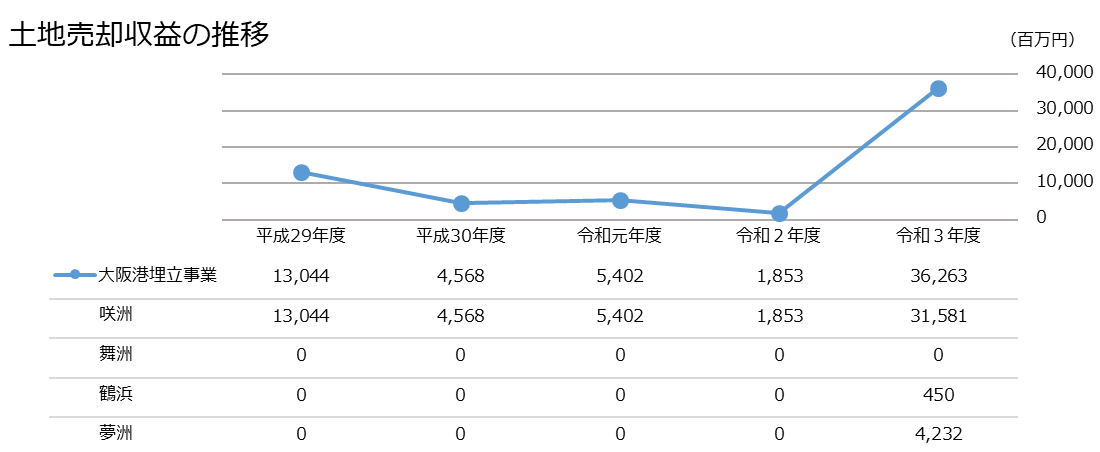 土地売却収益の推移
(百万円)
40,000
30,000
20,000
10,000
0
平成29年度 平成30年度 令和元年度 令和２年度 令和３年度
大阪港埋立事業 13,044 4,568 5,402 1,853 36,263
咲洲 13,044 4,568 5,402 1,853 31,581
舞洲 0 0 0 0 0
鶴浜 0 0 0 0 450
夢洲 0 0 0 0 4,232